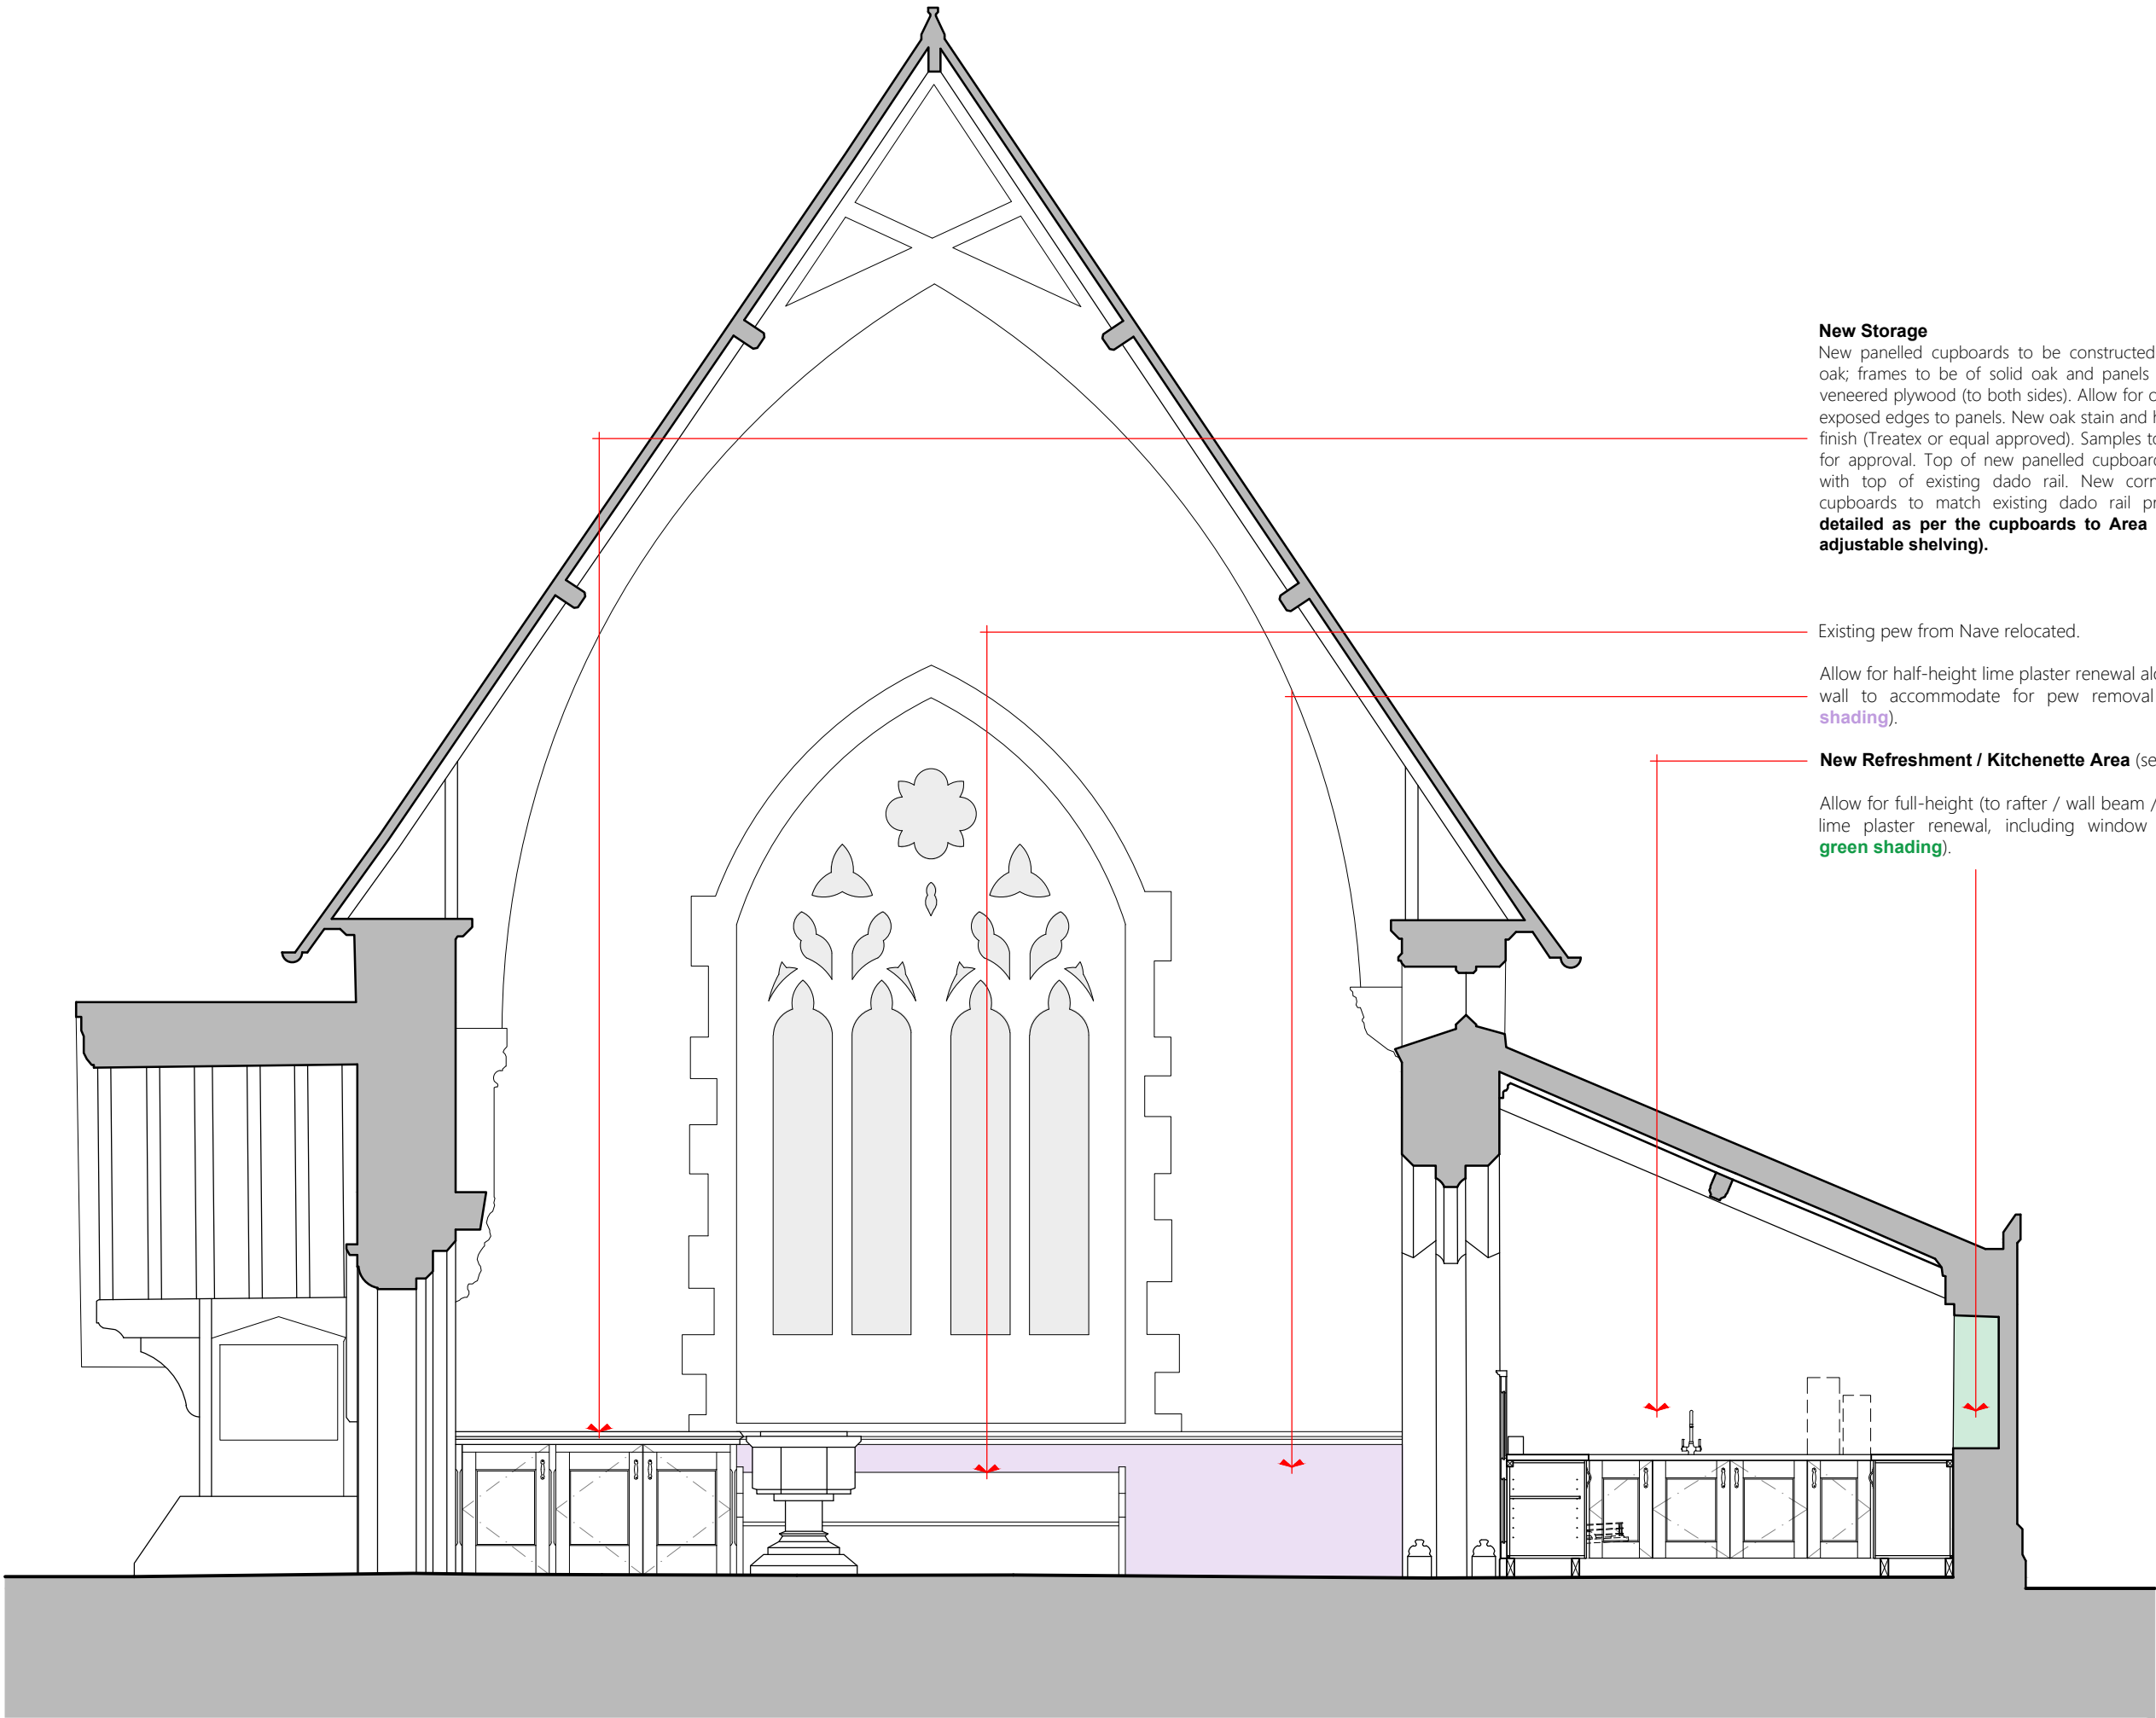 New Storage
New panelled cupboards to be constructed
oak; frames to be of solid oak and panels
veneered plywood (to both sides). Allow for
exposed edges to panels. New oak stain and
finish (Treatex or equal approved). Samples
for approval. Top of new panelled
with top of existing dado rail. New
cupboards to match existing dado rail
detailed as per the cupboards to Area
adjustable shelving).
Existing pew from Nave relocated.
Allow for half-height lime plaster renewal
wall to accommodate for pew removal
shading).
New Refreshment / Kitchenette Area
Allow for full-height (to rafter / wall beam /
lime plaster renewal, including window
green shading).